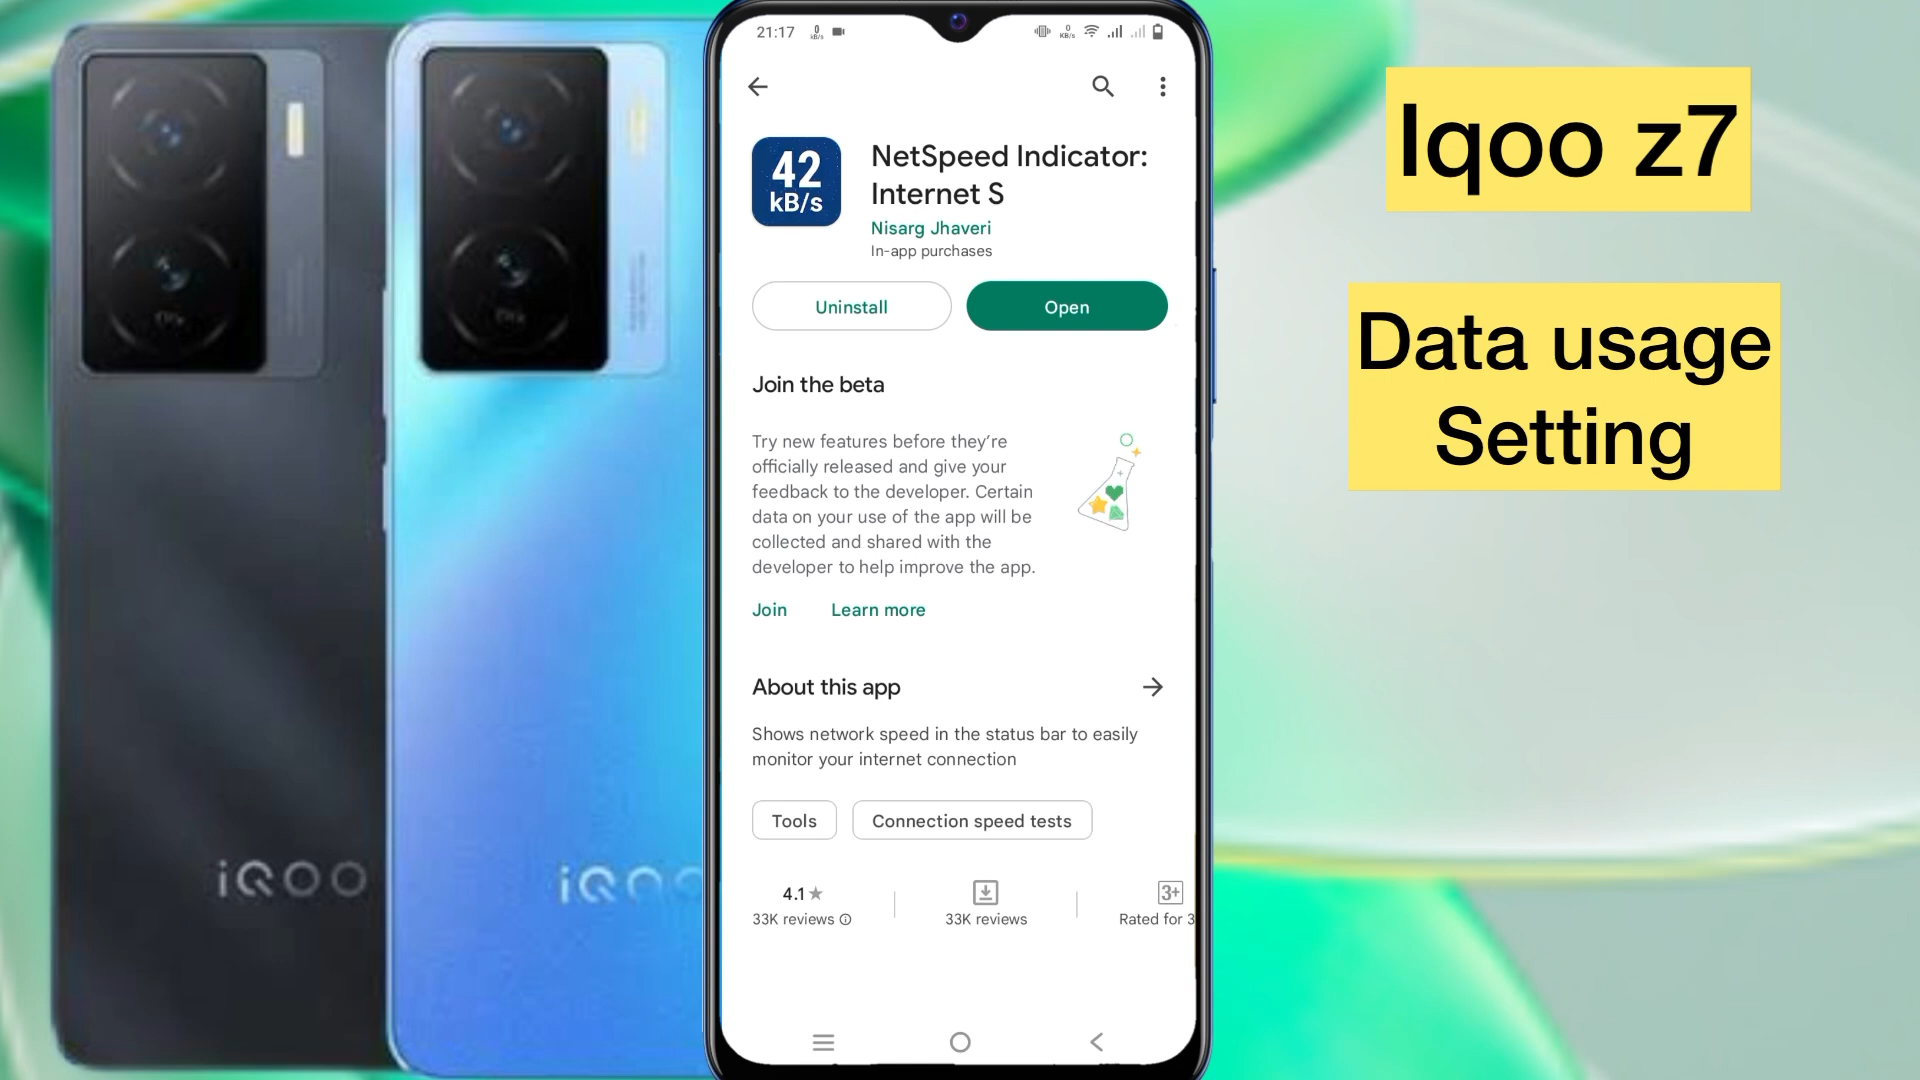 21:17
0
KB/s
0
KB/s
42
kB/s
NetSpeed Indicator:
Internet S
Nisarg Jhaveri
In-app purchases
Uninstall
Open
Join the beta
Try new features before they’re
officially released and give your
feedback to the developer. Certain
data on your use of the app will be
collected and shared with the
developer to help improve the app.
Join
Learn more
About this app
Shows network speed in the status bar to easily
monitor your internet connection
Tools
Connection speed tests
4.1★
33K reviews
33K reviews
3+
Rated for 3
Iqoo z7
Data usage
Setting
iQOO